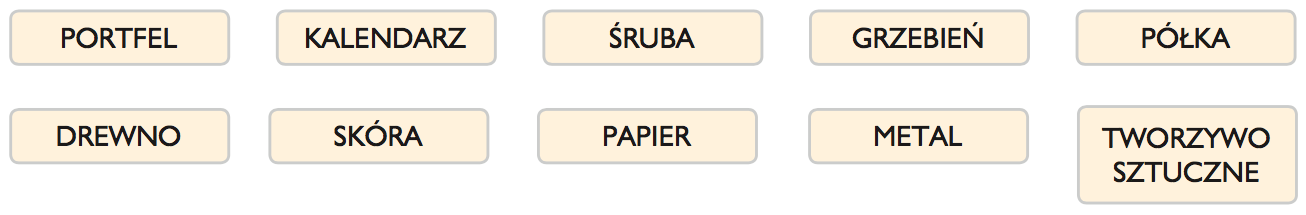 PORTFEL KALENDARZ ŚRUBA GRZEBIEŃ PÓŁKA
DREWNO SKÓRA PAPIER METAL TWORZYWO
SZTUCZNE